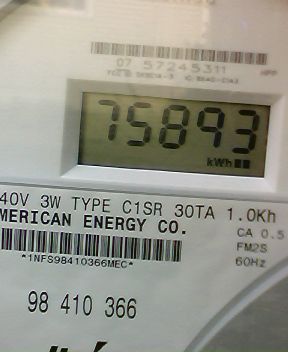 07 57245311
75893
kWh
40V 3W TYPE C1SR 30TA 1.0Kh
MERICAN ENERGY CO.
CA 0.5
FM2S
*1NFS98410366MEC*
60Hz
98 410 366